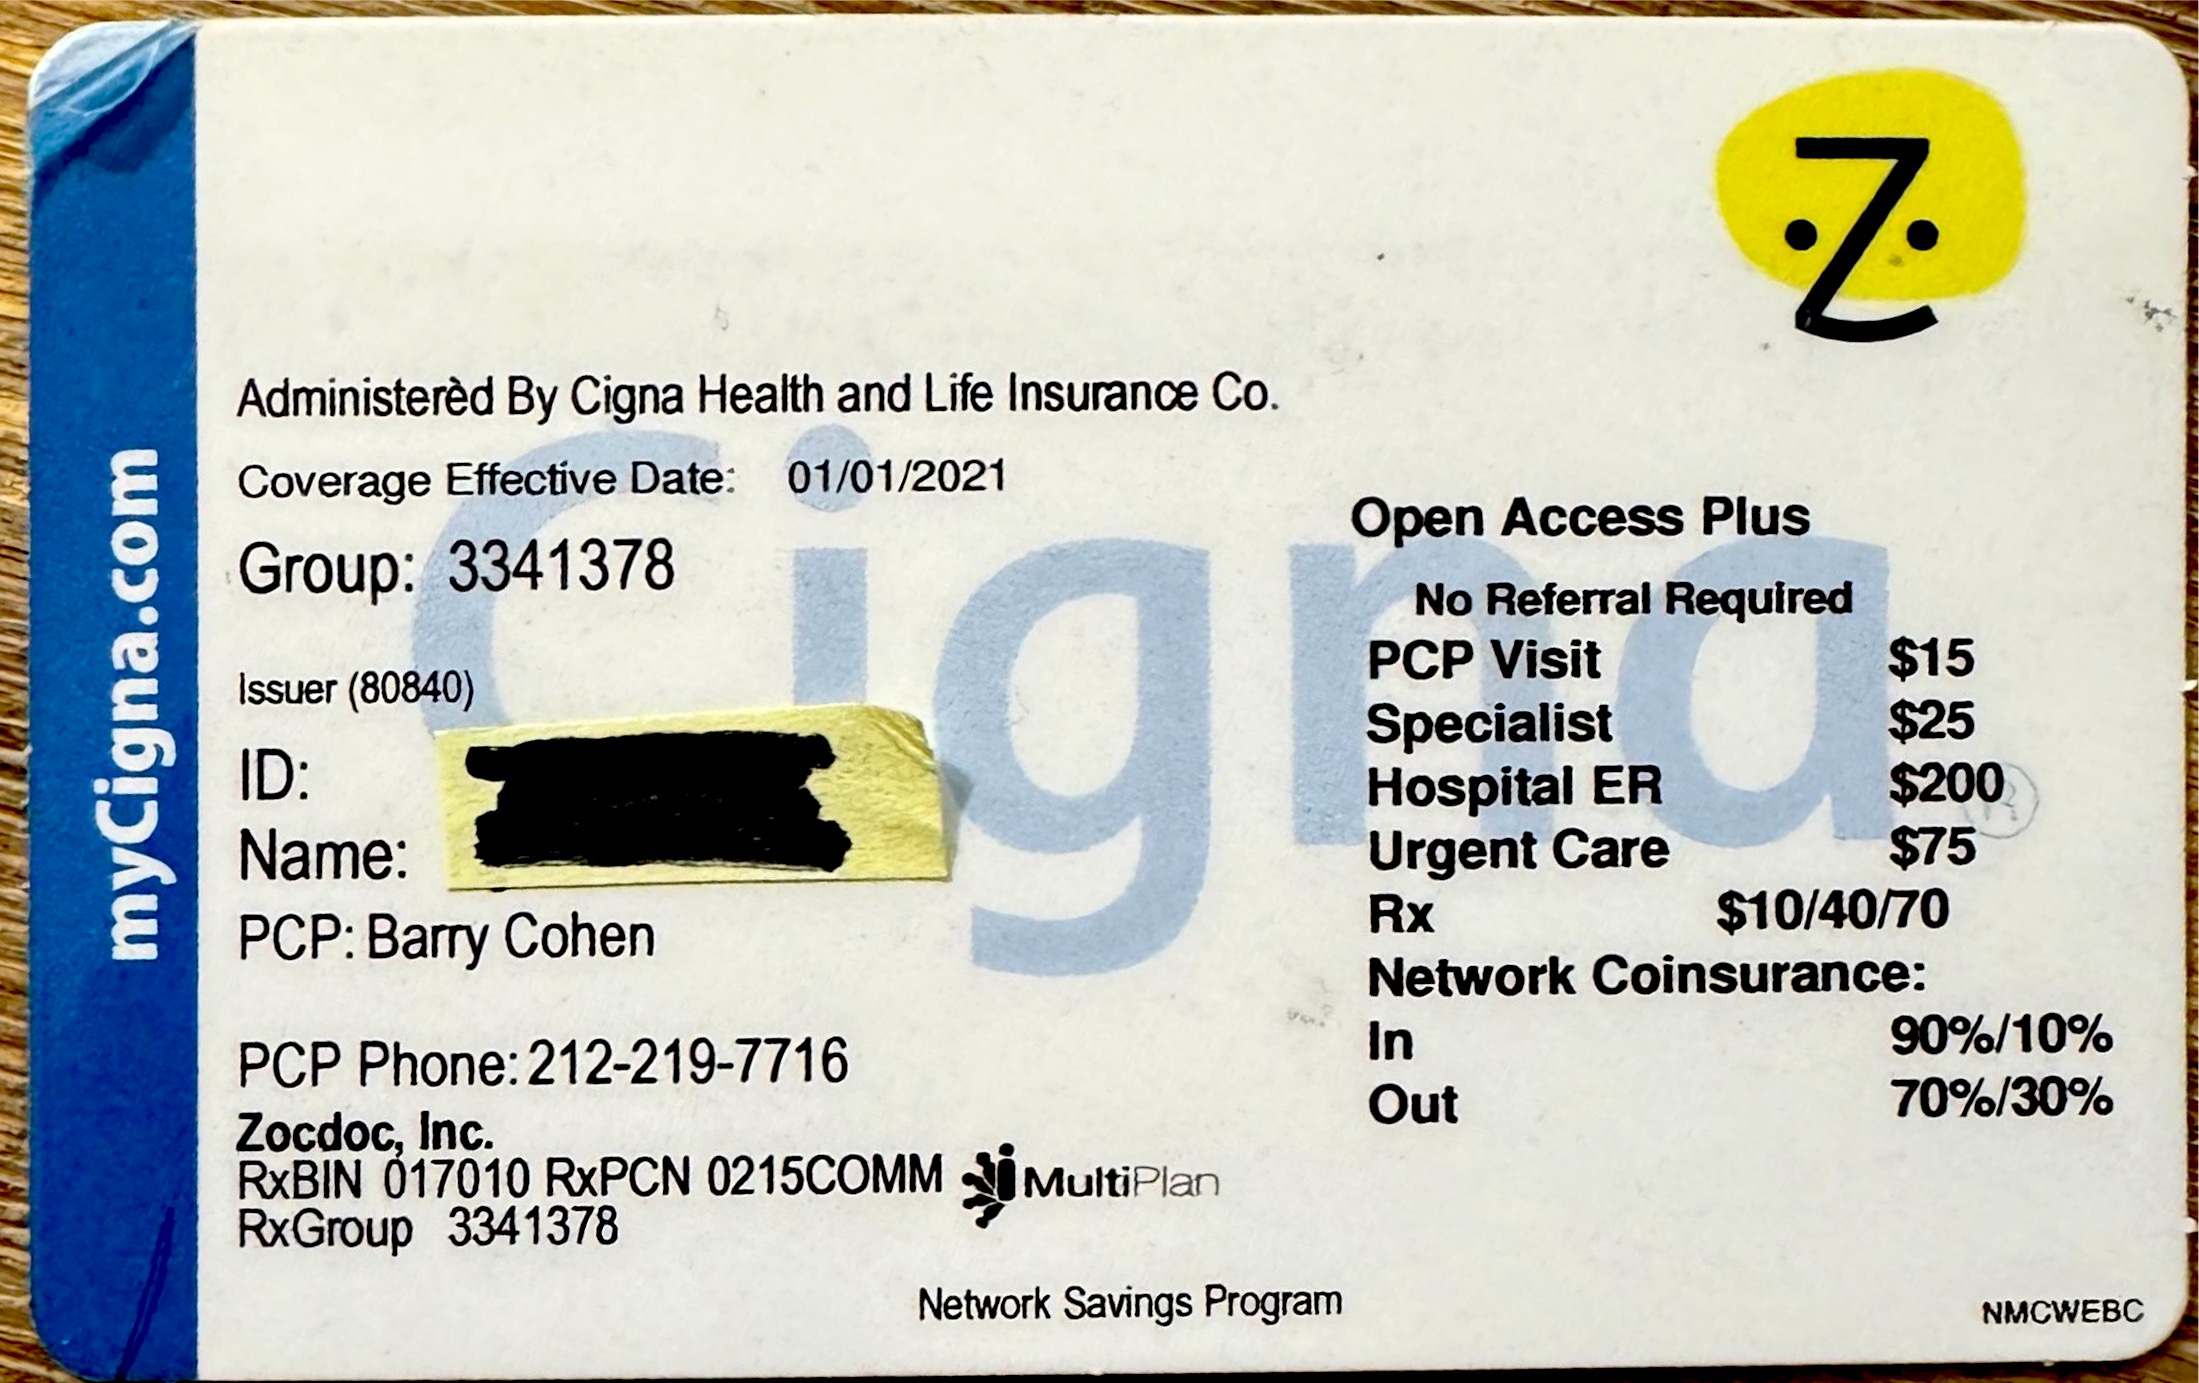 myCigna.com
Z
Administerèd By Cigna Health and Life Insurance Co.
Coverage Effective Date: 01/01/2021
Group: 3341378
Issuer (80840)
ID:
Name:
PCP: Barry Cohen
PCP Phone: 212-219-7716
Zocdoc, Inc.
RxBIN 017010 RxPCN 0215COMM MultiPlan
RxGroup 3341378
Network Savings Program
Cigna
Open Access Plus
No Referral Required
PCP Visit $15
Specialist $25
Hospital ER $200
Urgent Care $75
Rx $10/40/70
Network Coinsurance:
In 90%/10%
Out 70%/30%
NMCWEBC